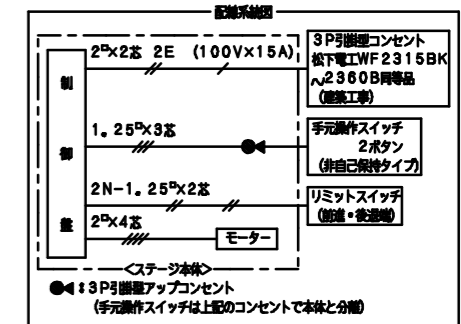 配線系統図
2□×2芯 2E (100V×15A)
3P引掛型コンセント
松下電工WF2315BK
～2360B同等品
(建築工事)
制
御
盤
1.25□×3芯
手元操作スイッチ
2ボタン
(非自己保持タイプ)
2N-1.25□×2芯
リミットスイッチ
(前進・後退端)
2□×4芯
モーター
<ステージ本体>
●◀:3P引掛型アップコンセント
(手元操作スイッチは上記のコンセントで本体と分離)